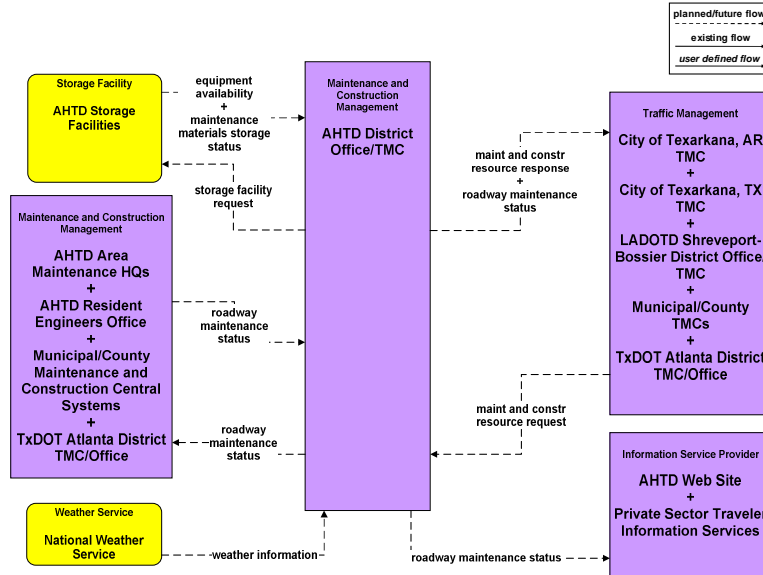 planned/future flow
existing flow
user defined flow
Storage Facility
AHTD Storage
Facilities
equipment
availability
+
maintenance
materials storage
status
storage facility
request
Maintenance and
Construction
Management
AHTD District
Office/TMC
Traffic Management
City of Texarkana, AR
TMC
+
City of Texarkana, TX
TMC
+
LADOTD Shreveport-
Bossier District Office/
TMC
+
Municipal/County
TMCs
+
TxDOT Atlanta District
TMC/Office
maint and constr
resource response
+
roadway maintenance
status
Maintenance and Construction
Management
AHTD Area
Maintenance HQs
+
AHTD Resident
Engineers Office
+
Municipal/County
Maintenance and
Construction Central
Systems
+
TxDOT Atlanta District
TMC/Office
roadway
maintenance
status
roadway
maintenance
status
maint and constr
resource request
Information Service Provider
AHTD Web Site
+
Private Sector Traveler
Information Services
Weather Service
National Weather
Service
weather information
roadway maintenance status